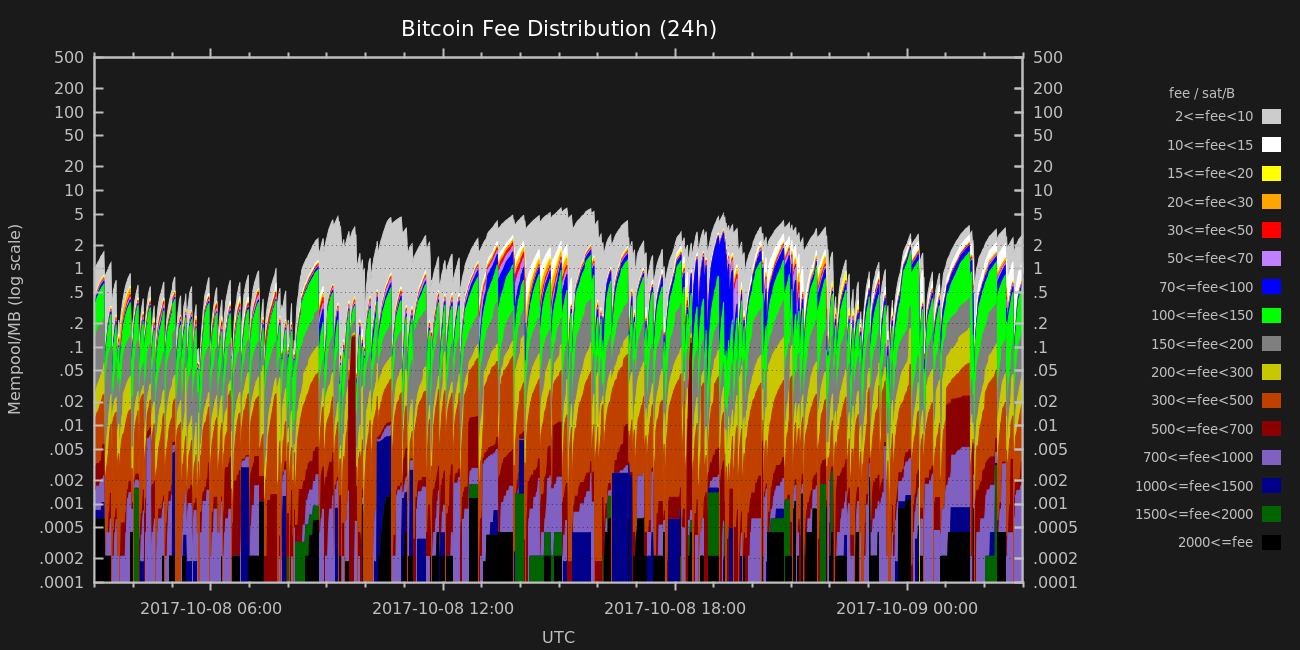 Bitcoin Fee Distribution (24h)
500
200
100
50
20
10
5
2
1
.5
.2
.1
.05
.02
.01
.005
.002
.001
.0005
.0002
.0001
Mempool/MB (log scale)
500
200
100
50
20
10
5
2
1
.5
.2
.1
.05
.02
.01
.005
.002
.001
.0005
.0002
.0001
2017-10-08 06:00 2017-10-08 12:00 2017-10-08 18:00 2017-10-09 00:00
UTC
fee / sat/B
2<=fee<10
10<=fee<15
15<=fee<20
20<=fee<30
30<=fee<50
50<=fee<70
70<=fee<100
100<=fee<150
150<=fee<200
200<=fee<300
300<=fee<500
500<=fee<700
700<=fee<1000
1000<=fee<1500
1500<=fee<2000
2000<=fee